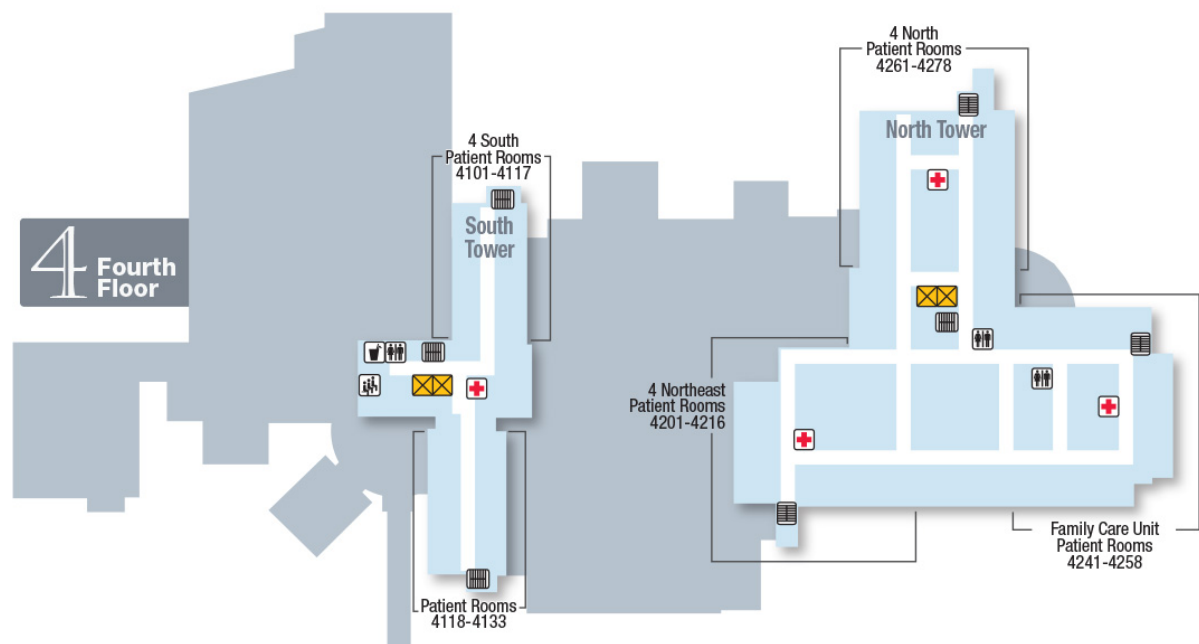 4 North
Patient Rooms
4261-4278
North Tower
4 South
Patient Rooms
4101-4117
South
Tower
4 Fourth
Floor
4 Northeast
Patient Rooms
4201-4216
Family Care Unit
Patient Rooms
4241-4258
Patient Rooms
4118-4133